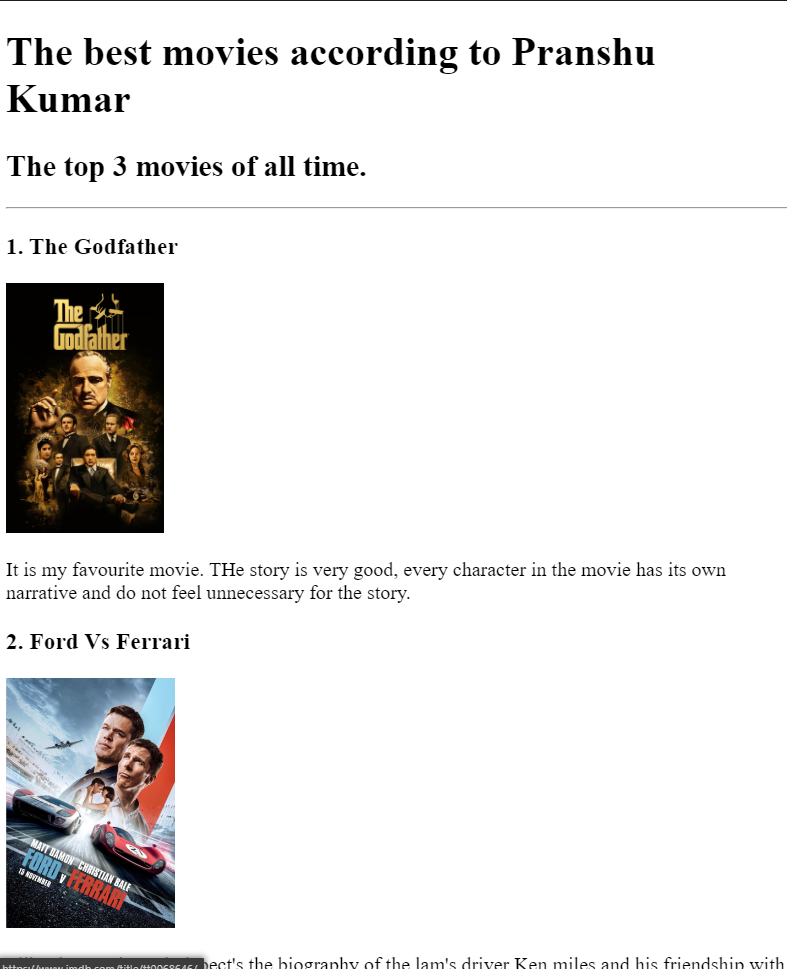 The best movies according to Pranshu
Kumar
The top 3 movies of all time.
1. The Godfather
The
Godfather
It is my favourite movie. THe story is very good, every character in the movie has its own
narrative and do not feel unnecessary for the story.
2. Ford Vs Ferrari
MATT DAMON CHRISTIAN BALE
FORD V FERRARI
15 NOVEMBER
https://www.imdb.com/title/tt0068646/
pect's the biography of the lam's driver Ken miles and his friendship with